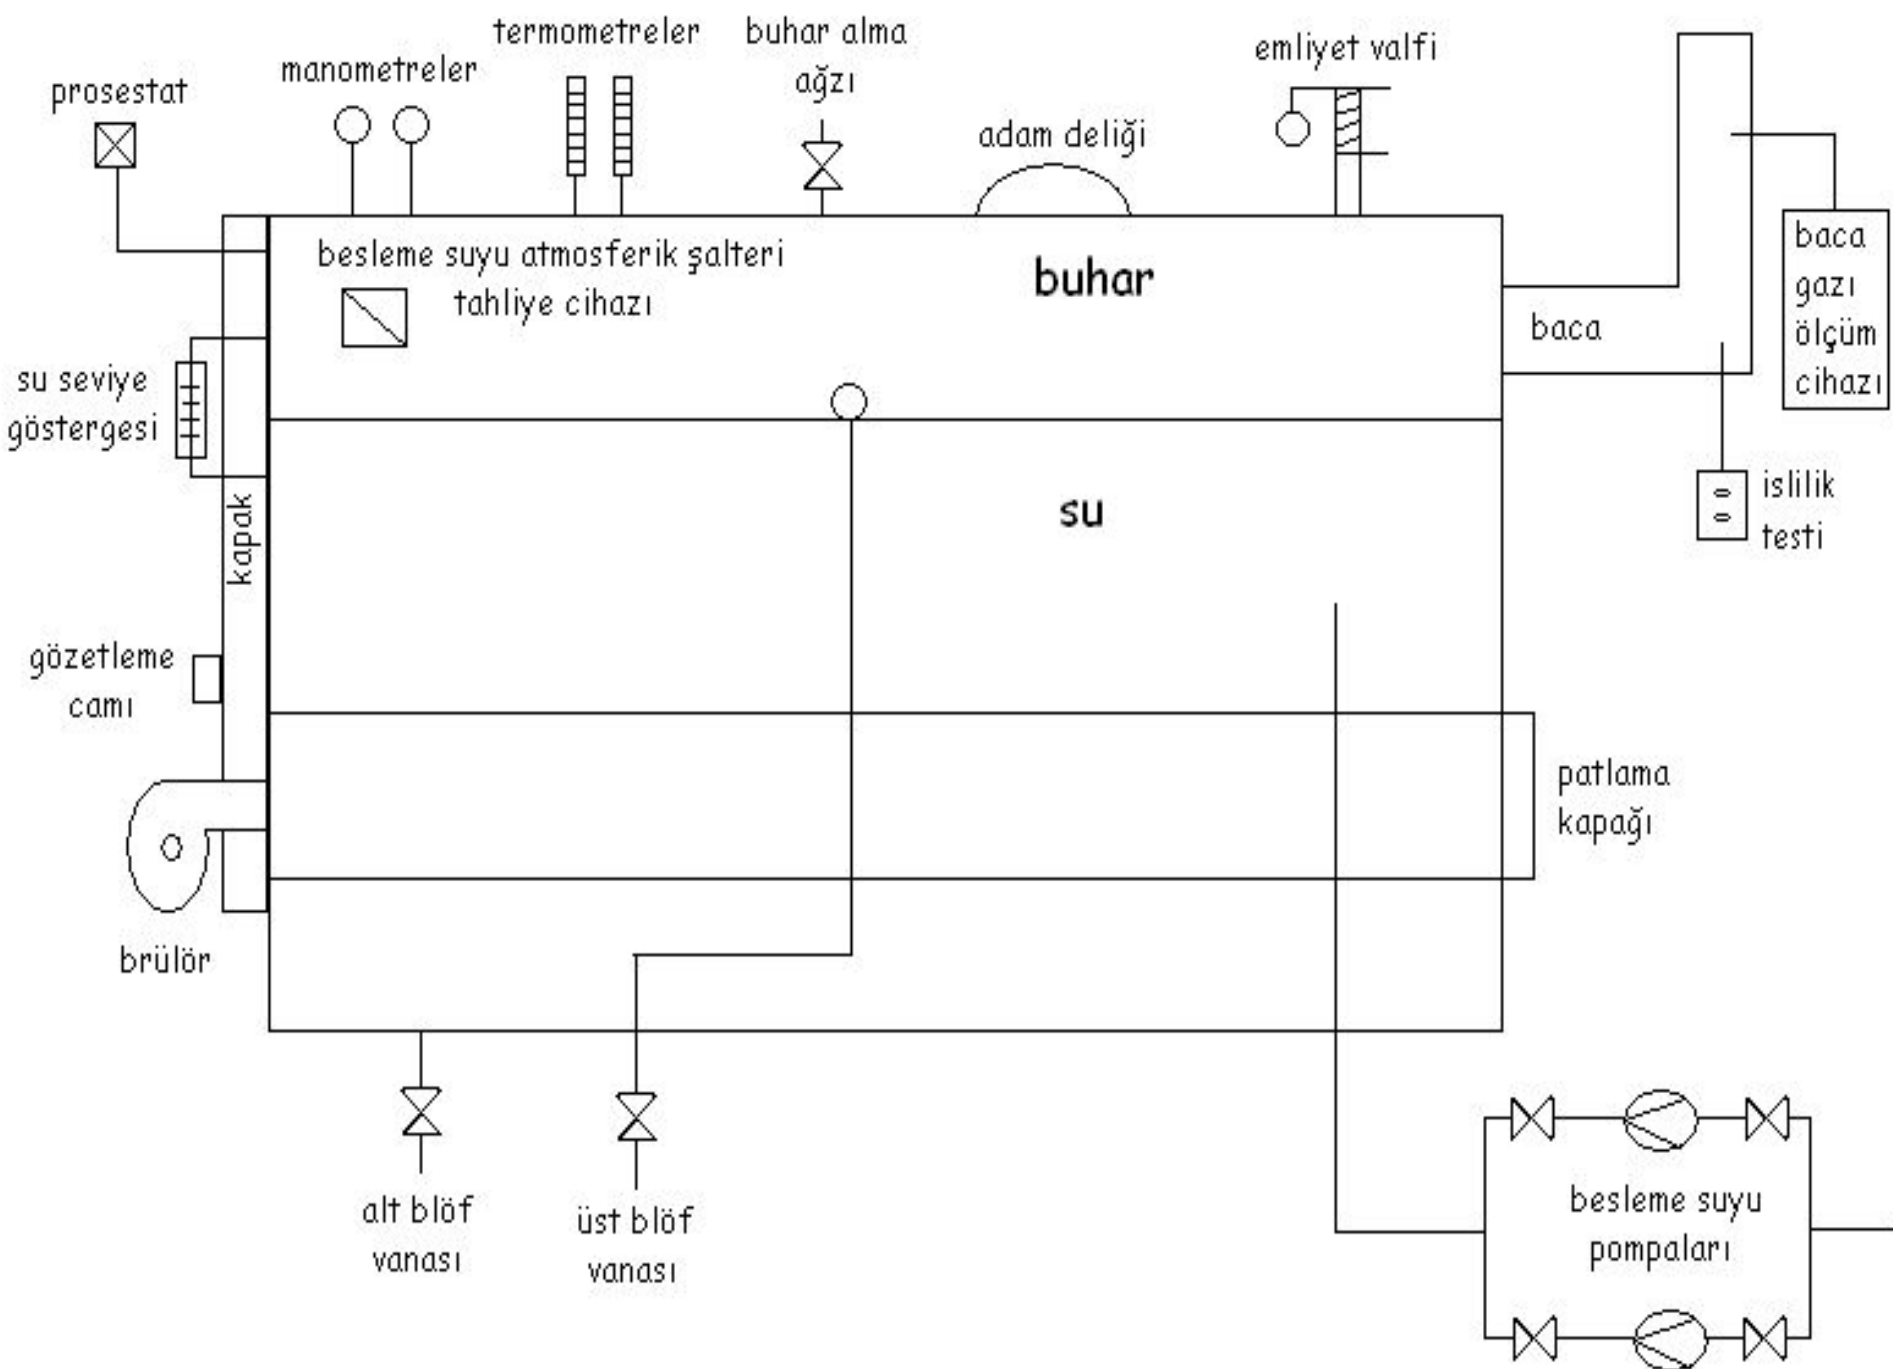 termometreler
buhar alma
ağzı
emliyet valfi
manometreler
prosestat
adam deliği
besleme suyu atmosferik şalteri
tahliye cihazı
buhar
baca
baca
gazı
ölçüm
cihazı
su seviye
göstergesi
kapak
su
islilik
testi
gözetleme
camı
patlama
kapağı
brülör
alt blöf
vanası
üst blöf
vanası
besleme suyu
pompaları